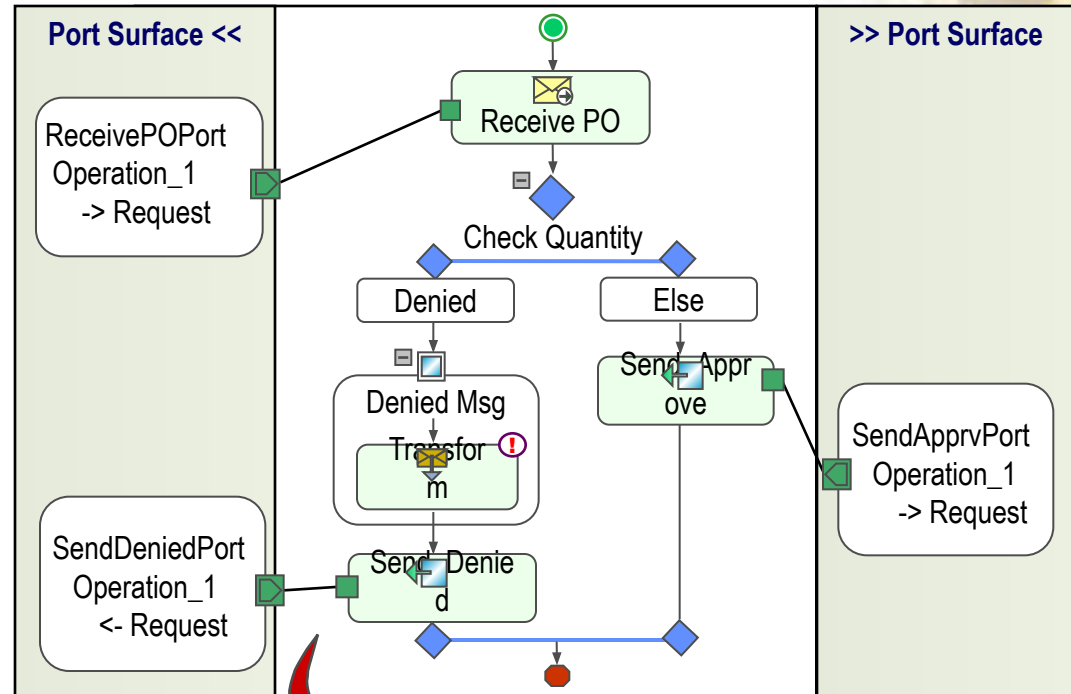 Port Surface <<
>> Port Surface
ReceivePOPort
Operation_1
-> Request
Receive PO
Check Quantity
Denied
Else
Denied Msg
Transfor
m
Send_Appr
ove
SendApprvPort
Operation_1
-> Request
SendDeniedPort
Operation_1
<- Request
Send_Denie
d